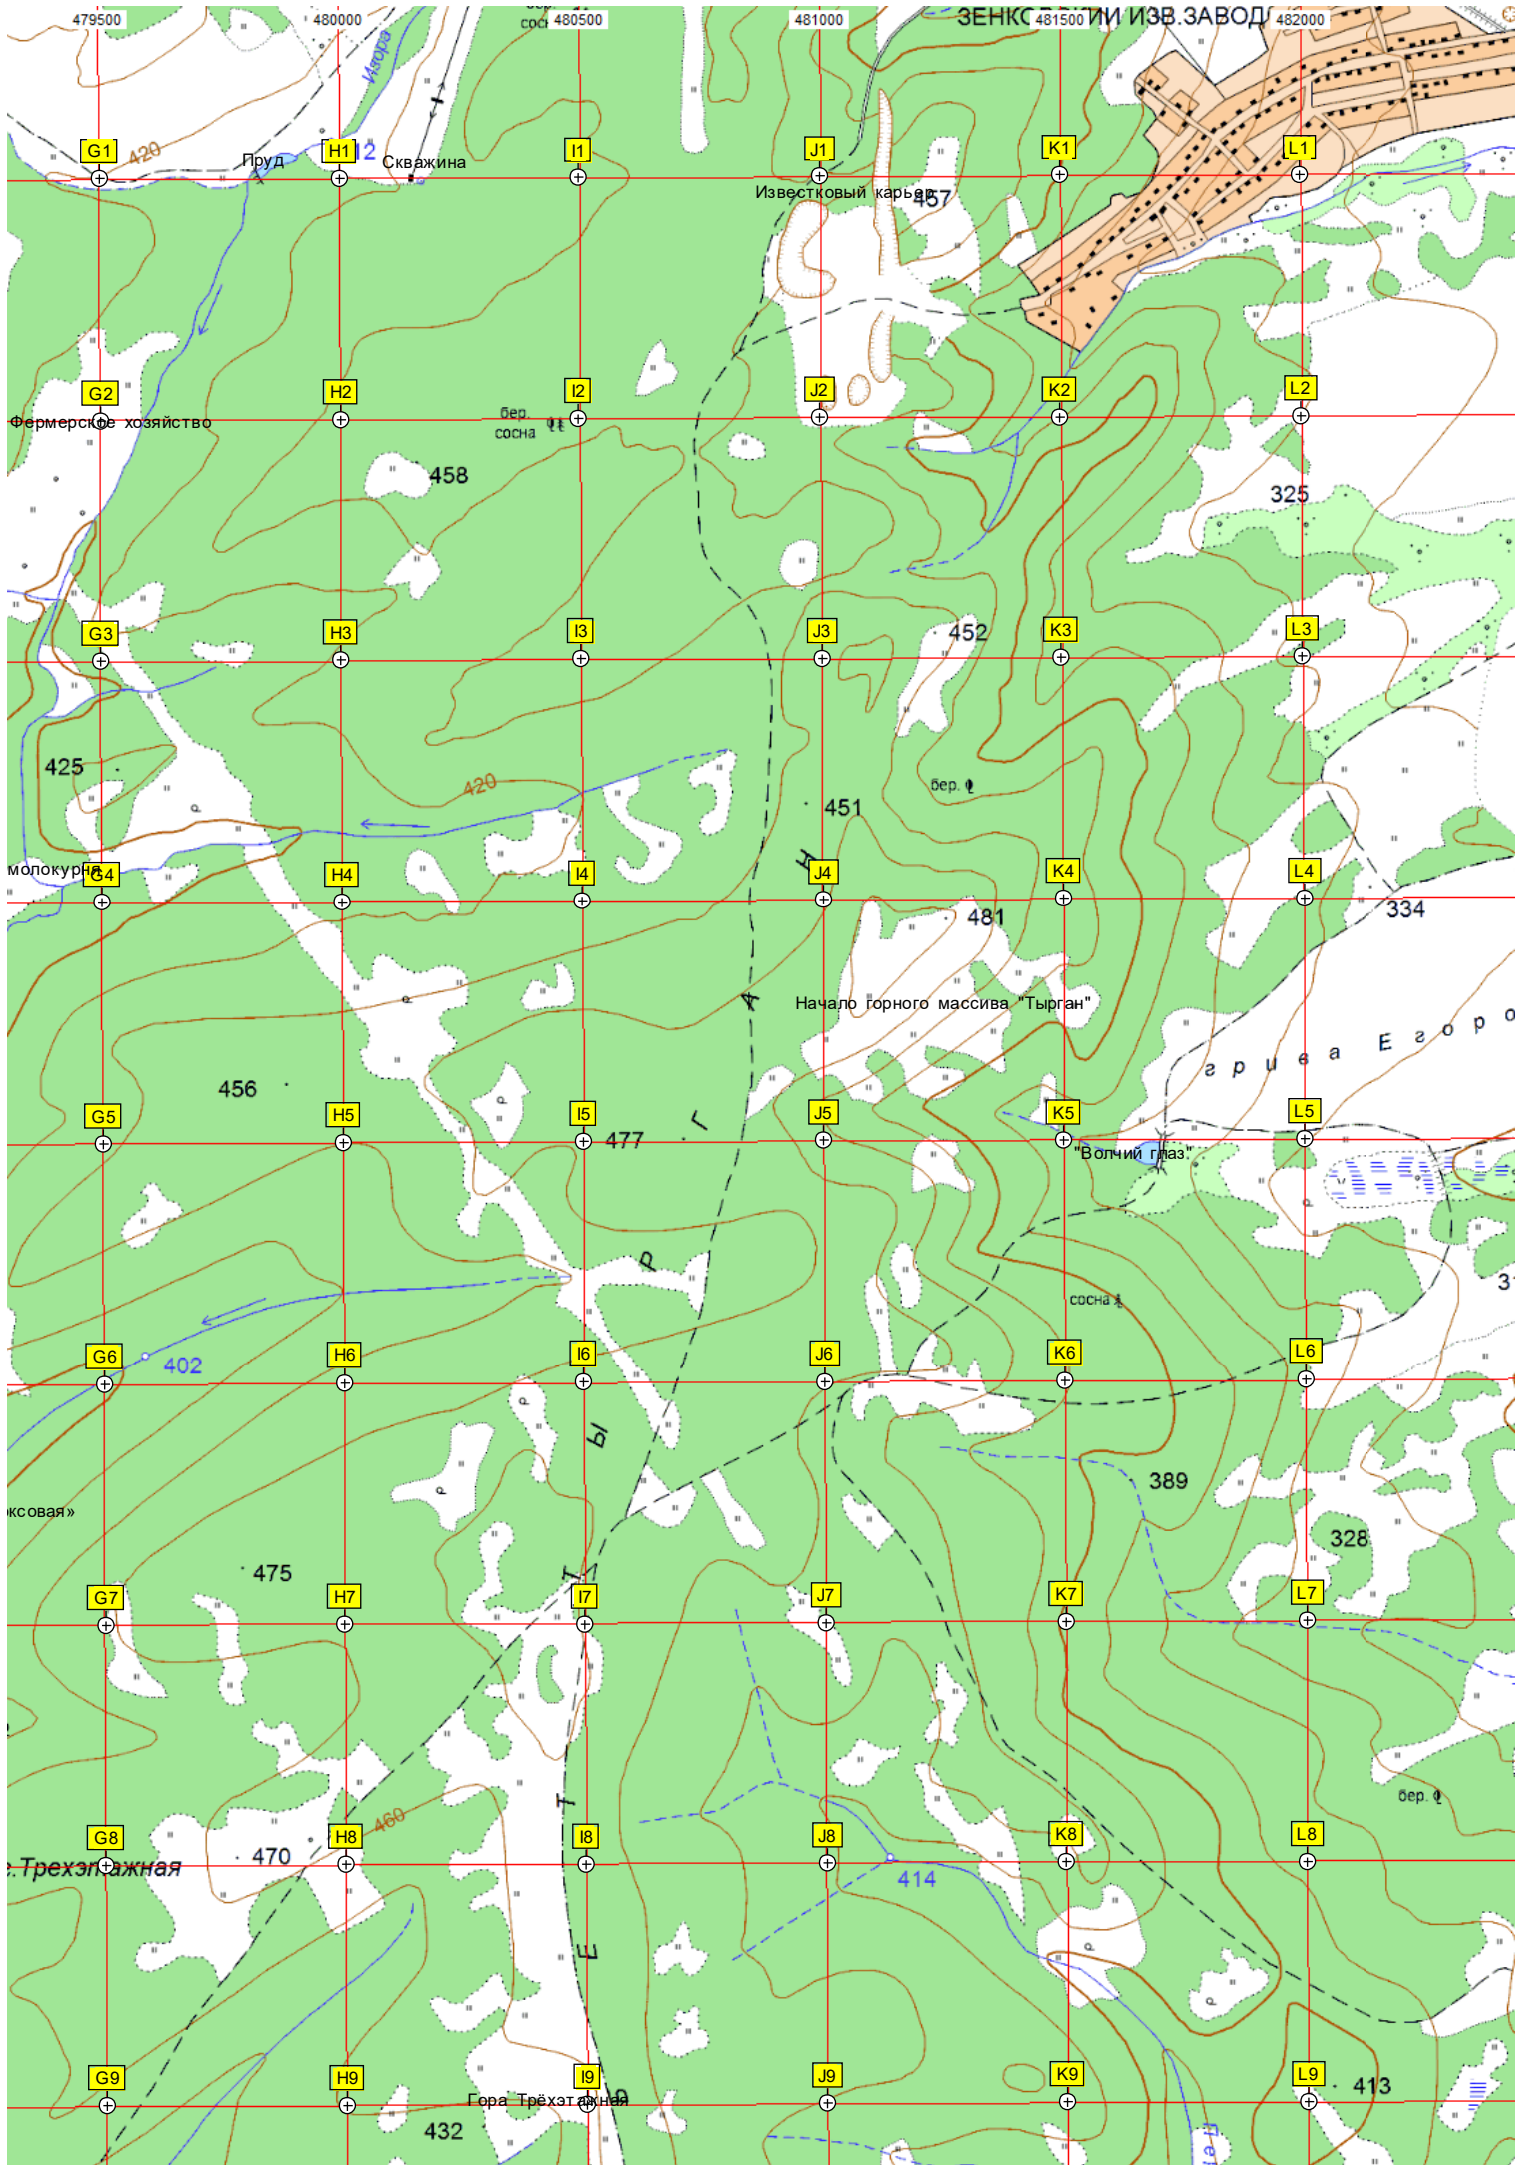 479500 480000 480500 481000 481500 482000
сосн
Изора
420
Пруд
Скважина
G1 H1 I1 J1 K1 L1
Известковый карьер
457
G2 H2 I2 J2 K2 L2
Фермерское хозяйство
бер.
сосна
458
325
G3 H3 I3 J3 K3 L3
452
425
420
451
бер.
Н
молокурня
G4 H4 I4 J4 K4 L4
481
334
А
Начало горного массива "Тырган"
грива Егоро
456
G5 H5 I5 J5 K5 L5
477
Г
"Волчий глаз"
Р
сосна
G6 H6 I6 J6 K6 L6
402
Ы
389
ксовая»
328
475
Т
G7 H7 I7 J7 K7 L7
бер.
Т
460
G8 H8 I8 J8 K8 L8
470
г.Трехэтажная
414
Е
G9 H9 I9 J9 K9 L9
413
Гора Трёхэтажная
432